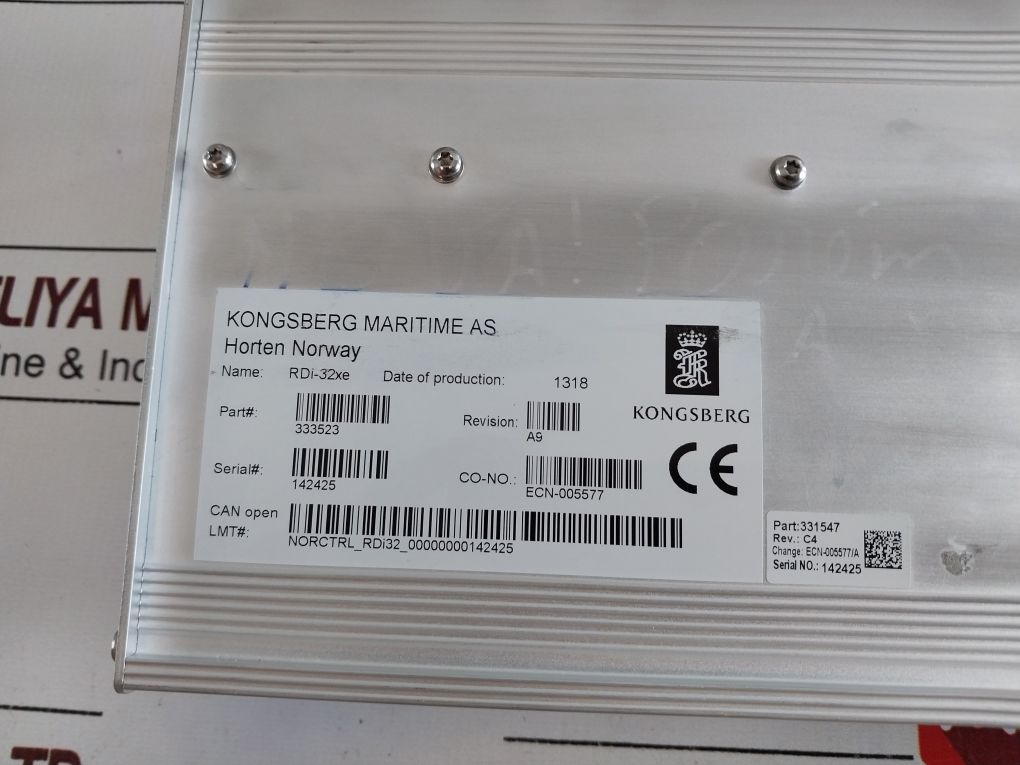 KONGSBERG MARITIME AS
Horten Norway
Name: RDi-32xe Date of production: 1318
KONGSBERG
Part#: 333523
Revision: A9
Serial#: 142425
CO-NO.: ECN-005577
CE
CAN open
LMT#:
NORCTRL_RDi32_00000000142425
Part:331547
Rev.: C4
Change: ECN-005577/A
Serial NO.: 142425
LIYA M
ne & Ind
TR